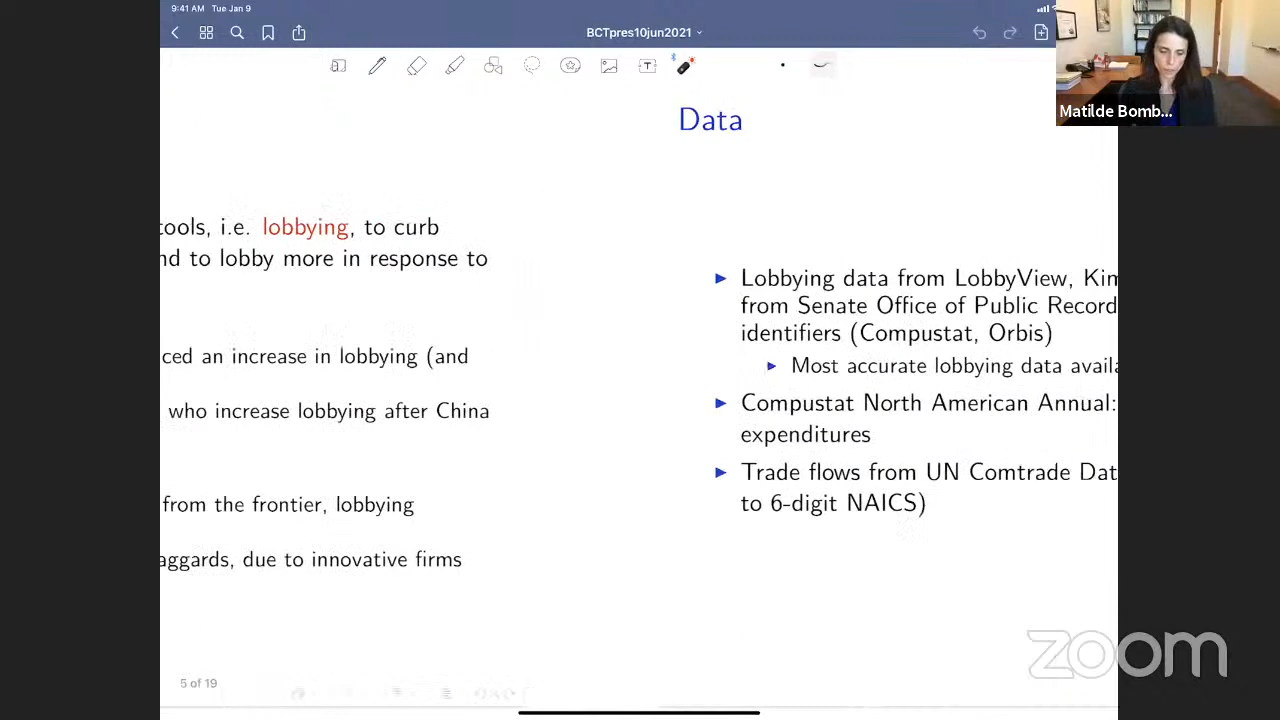 9:41 AM Tue Jan 9
BCTpres10jun2021
Matilde Bomb...
Data
tools, i.e. lobbying, to curb
nd to lobby more in response to
ced an increase in lobbying (and
who increase lobbying after China
from the frontier, lobbying
aggards, due to innovative firms
Lobbying data from LobbyView, Kim
from Senate Office of Public Record
identifiers (Compustat, Orbis)
Most accurate lobbying data availa
Compustat North American Annual:
expenditures
Trade flows from UN Comtrade Dat
to 6-digit NAICS)
5 of 19
zoom